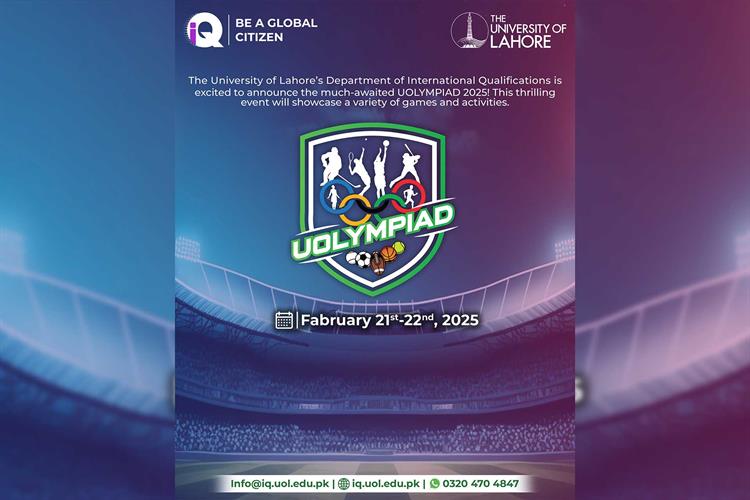 iQ
BE A GLOBAL
CITIZEN
THE
UNIVERSITY OF
LAHORE
The University of Lahore's Department of International Qualifications is
excited to announce the much-awaited UOLYMPIAD 2025! This thrilling
event will showcase a variety of games and activities.
UOLYMPIAD
Fabruary 21st-22nd, 2025
Info@iq.uol.edu.pk | iq.uol.edu.pk | 0320 470 4847